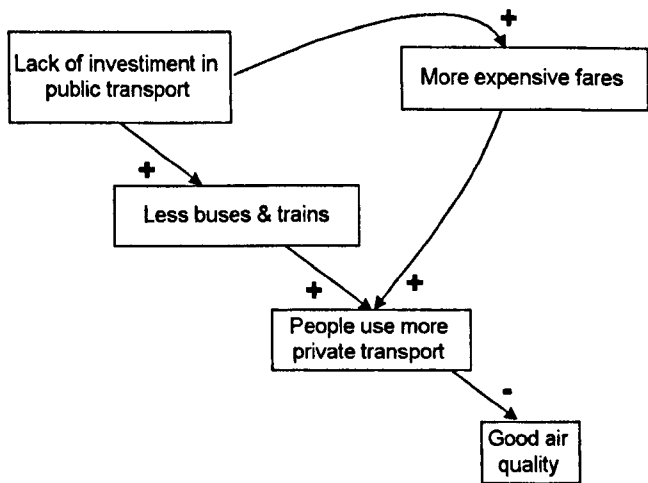 +
Lack of investiment in
public transport
More expensive fares
+
Less buses & trains
+
+
People use more
private transport
-
Good air
quality